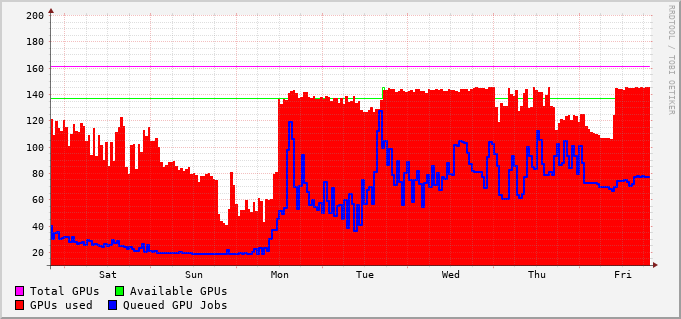 RRDTOOL / TOBI OETIKER
200
180
160
140
120
100
80
60
40
20
Sat Sun Mon Tue Wed Thu Fri
Total GPUs Available GPUs
GPUs used Queued GPU Jobs